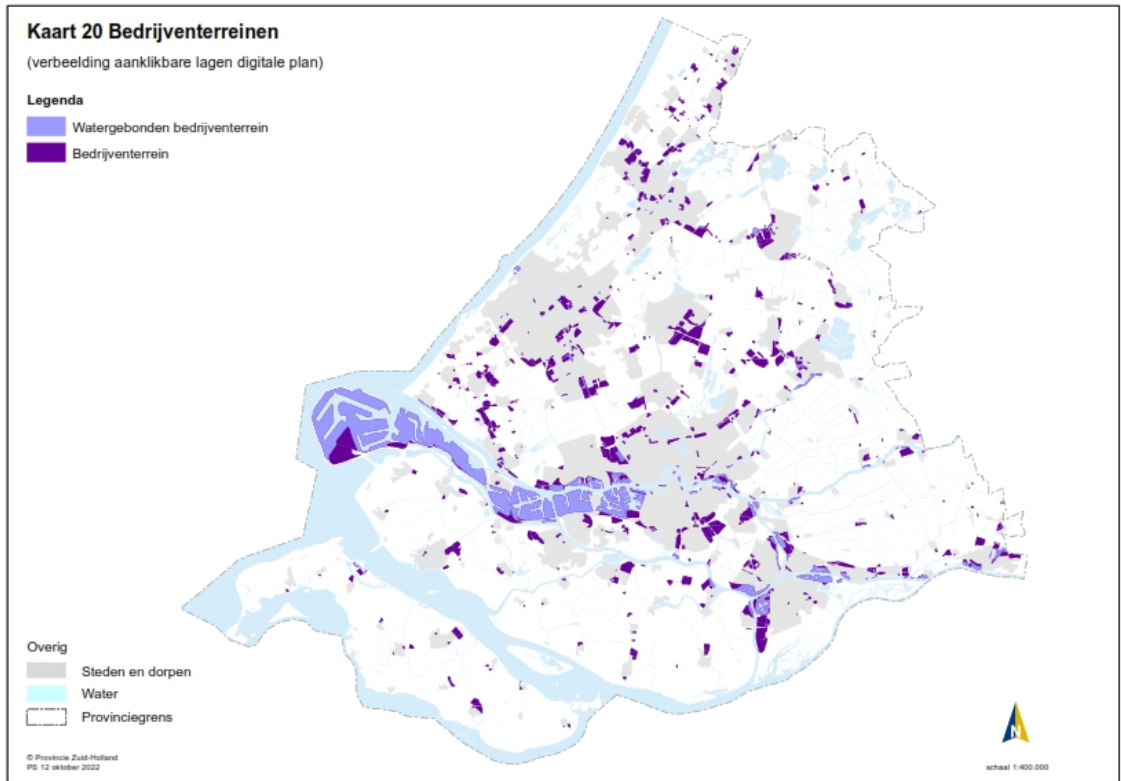 Kaart 20 Bedrijventerreinen
(verbeelding aanklikbare lagen digitale plan)
Legenda
Watergebonden bedrijventerrein
Bedrijventerrein
Overig
Steden en dorpen
Water
Provinciegrens
© Provincie Zuid-Holland
PS 12 oktober 2022
N
schaal 1:400.000